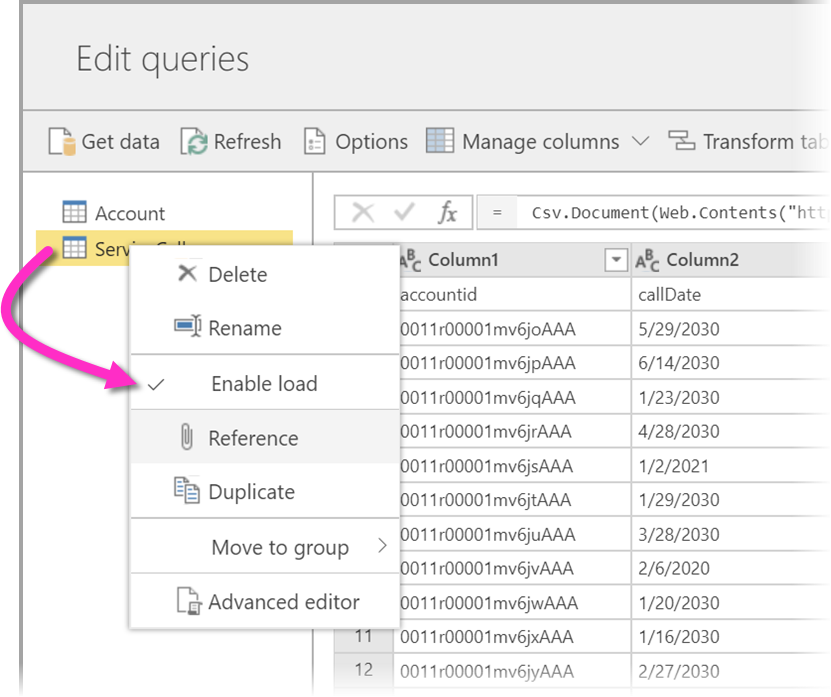 Edit queries
Get data Refresh Options Manage columns Transform tab
Account
= Csv.Document(Web.Contents("htt
Delete
Rename
Enable load
Reference
Duplicate
Move to group
Advanced editor
ABC Column1 ABC Column2
accountid callDate
0011r00001mv6joAAA 5/29/2030
0011r00001mv6jpAAA 6/14/2030
0011r00001mv6jqAAA 1/23/2030
0011r00001mv6jrAAA 4/28/2030
0011r00001mv6jsAAA 1/2/2021
0011r00001mv6jtAAA 1/29/2030
0011r00001mv6juAAA 3/28/2030
0011r00001mv6jvAAA 2/6/2020
0011r00001mv6jwAAA 1/20/2030
11 0011r00001mv6jxAAA 1/16/2030
12 0011r00001mv6jyAAA 2/27/2030